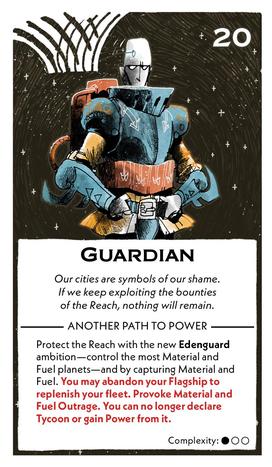 20
GUARDIAN
Our cities are symbols of our shame.
If we keep exploiting the bounties
of the Reach, nothing will remain.
ANOTHER PATH TO POWER
Protect the Reach with the new Edenguard
ambition—control the most Material and
Fuel planets—and by capturing Material and
Fuel. You may abandon your Flagship to
replenish your fleet. Provoke Material and
Fuel Outrage. You can no longer declare
Tycoon or gain Power from it.
Complexity: